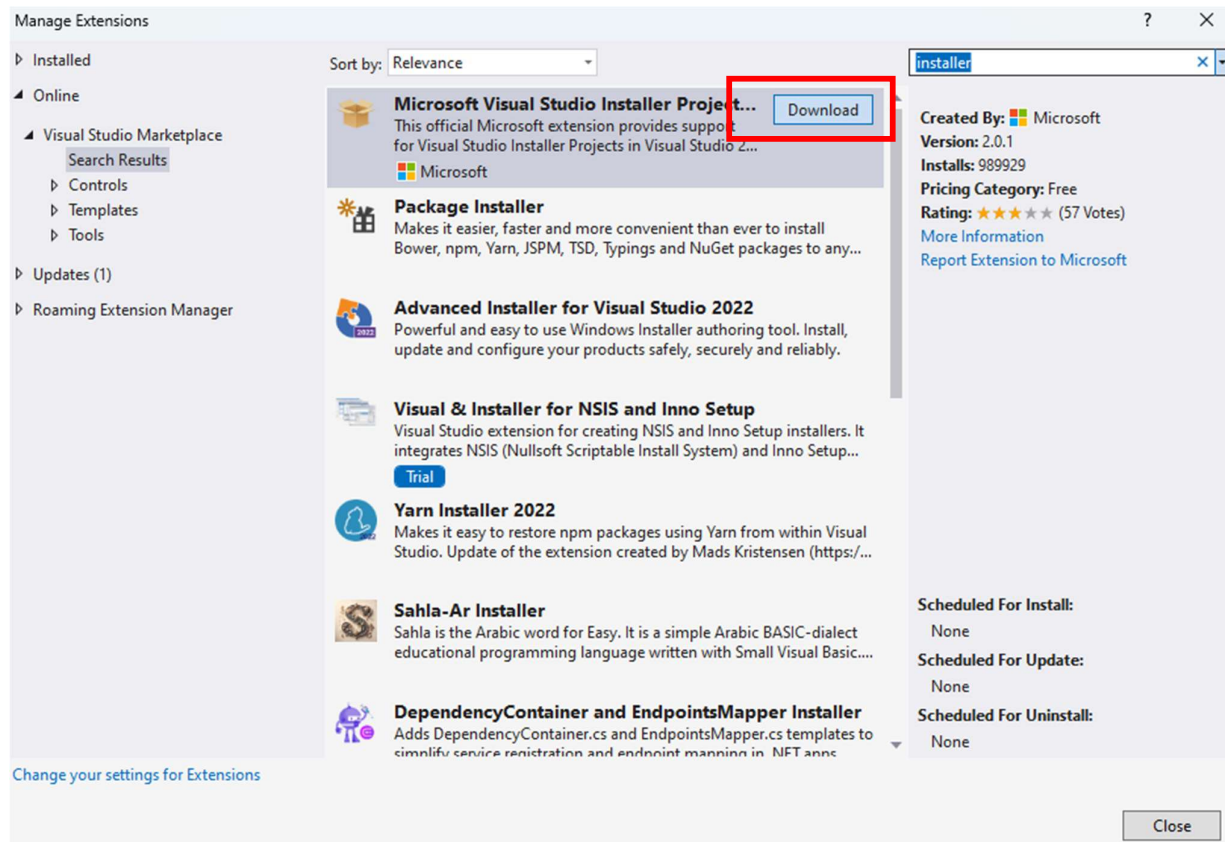 Manage Extensions
?
Installed
Online
Visual Studio Marketplace
Search Results
Controls
Templates
Tools
Updates (1)
Roaming Extension Manager
Sort by: Relevance
Microsoft Visual Studio Installer Project...
Download
This official Microsoft extension provides support
for Visual Studio Installer Projects in Visual Studio 2...
Microsoft
Package Installer
Makes it easier, faster and more convenient than ever to install
Bower, npm, Yarn, JSPM, TSD, Typings and NuGet packages to any...
2022
Advanced Installer for Visual Studio 2022
Powerful and easy to use Windows Installer authoring tool. Install,
update and configure your products safely, securely and reliably.
Visual & Installer for NSIS and Inno Setup
Visual Studio extension for creating NSIS and Inno Setup installers. It
integrates NSIS (Nullsoft Scriptable Install System) and Inno Setup...
Trial
2022
Yarn Installer 2022
Makes it easy to restore npm packages using Yarn from within Visual
Studio. Update of the extension created by Mads Kristensen (https:/...
S
Sahla-Ar Installer
Sahla is the Arabic word for Easy. It is a simple Arabic BASIC-dialect
educational programming language written with Small Visual Basic....
DependencyContainer and EndpointsMapper Installer
Adds DependencyContainer.cs and EndpointsMapper.cs templates to
simplify service registration and endpoint mapping in .NET apps
installer
Created By: Microsoft
Version: 2.0.1
Installs: 989929
Pricing Category: Free
Rating: ★★★★★ (57 Votes)
More Information
Report Extension to Microsoft
Scheduled For Install:
None
Scheduled For Update:
None
Scheduled For Uninstall:
None
Change your settings for Extensions
Close